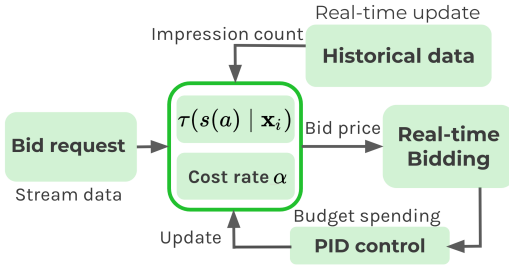 Real-time update
Impression count
Historical data
τ(s(a) | 𝐱ᵢ)
Bid price
Bid request
Real-time
Bidding
Cost rate α
Stream data
Budget spending
Update
PID control